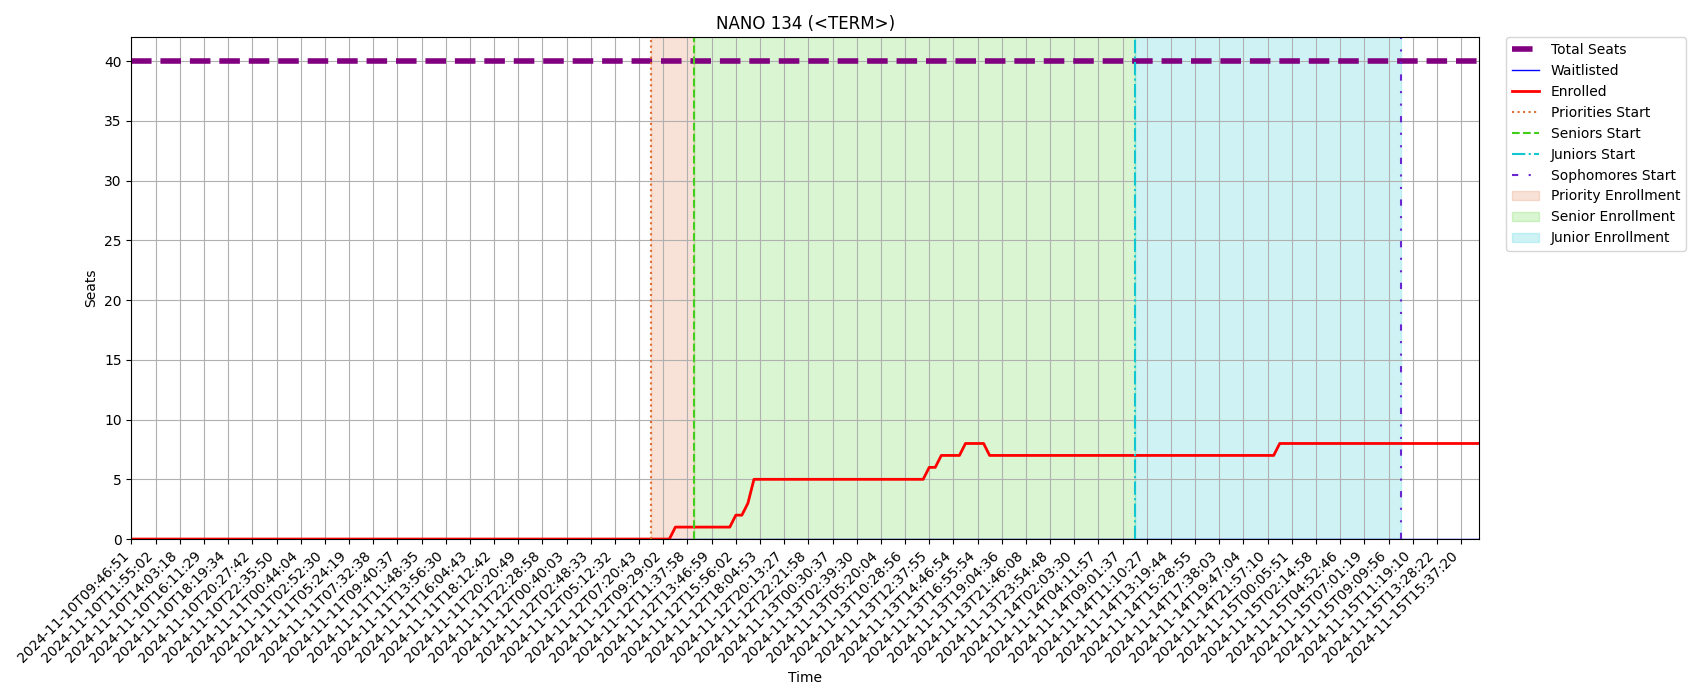 NANO 134 (<TERM>)
Total Seats
Waitlisted
Enrolled
Priorities Start
Seniors Start
Juniors Start
Sophomores Start
Priority Enrollment
Senior Enrollment
Junior Enrollment
Seats
40
35
30
25
20
15
10
5
0
2024-11-10T09:46:51
2024-11-10T11:55:02
2024-11-10T14:03:18
2024-11-10T16:11:29
2024-11-10T18:19:34
2024-11-10T20:27:42
2024-11-10T22:35:50
2024-11-11T00:44:04
2024-11-11T02:52:30
2024-11-11T05:24:19
2024-11-11T07:32:38
2024-11-11T09:40:37
2024-11-11T11:48:35
2024-11-11T13:56:30
2024-11-11T16:04:43
2024-11-11T18:12:42
2024-11-11T20:20:49
2024-11-11T22:28:58
2024-11-12T00:40:03
2024-11-12T02:48:33
2024-11-12T05:12:32
2024-11-12T07:20:43
2024-11-12T09:29:02
2024-11-12T11:37:58
2024-11-12T13:46:59
2024-11-12T15:56:02
2024-11-12T18:04:53
2024-11-12T20:13:27
2024-11-12T22:21:58
2024-11-13T00:30:37
2024-11-13T02:39:30
2024-11-13T05:20:04
2024-11-13T10:28:56
2024-11-13T12:37:55
2024-11-13T14:46:54
2024-11-13T16:55:54
2024-11-13T19:04:36
2024-11-13T21:46:08
2024-11-13T23:54:48
2024-11-14T02:03:30
2024-11-14T04:11:57
2024-11-14T09:01:37
2024-11-14T11:10:27
2024-11-14T13:19:44
2024-11-14T15:28:55
2024-11-14T17:38:03
2024-11-14T19:47:04
2024-11-14T21:57:10
2024-11-15T00:05:51
2024-11-15T02:14:58
2024-11-15T04:52:46
2024-11-15T07:01:19
2024-11-15T09:09:56
2024-11-15T11:19:10
2024-11-15T13:28:22
2024-11-15T15:37:20
Time